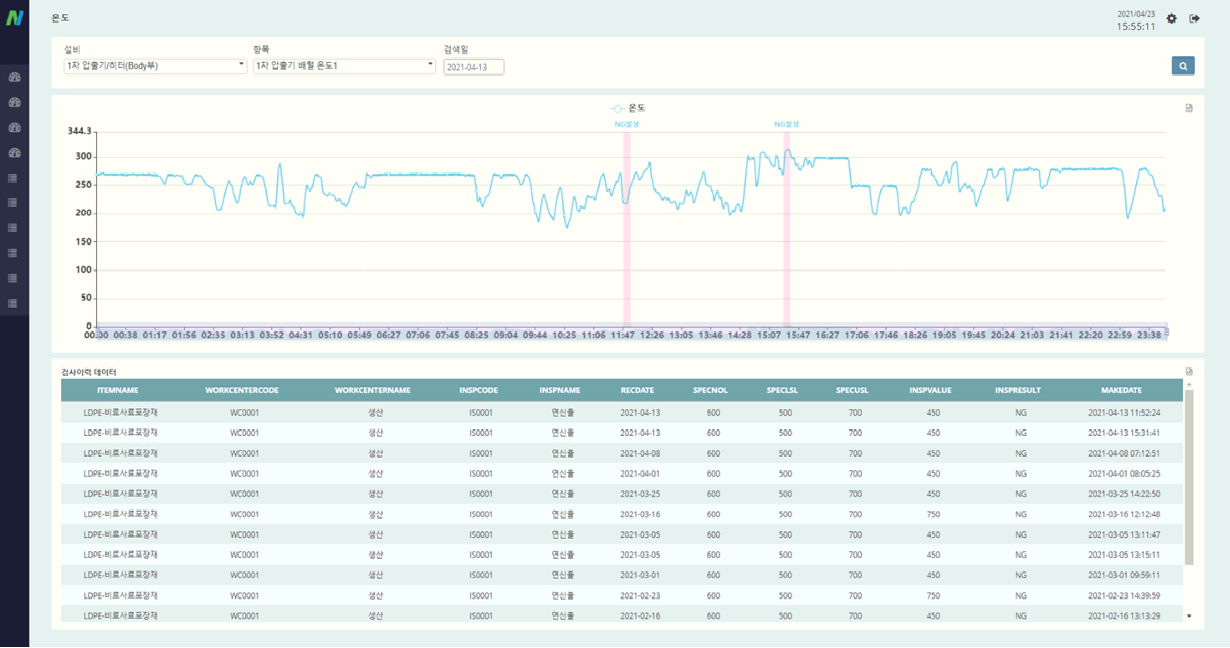 온도
2021/04/23
15:55:11
설비 항목 검색일
1차 압출기/히터(Body부) 1차 압출기 배럴 온도1 2021-04-13
온도
NG발생 NG발생
344.3
300
250
200
150
100
50
0
00:00 00:38 01:17 01:56 02:35 03:13 03:52 04:31 05:10 05:49 06:27 07:06 07:45 08:25 09:04 09:44 10:25 11:06 11:47 12:26 13:05 13:46 14:28 15:07 15:47 16:27 17:06 17:46 18:26 19:05 19:45 20:24 21:03 21:41 22:20 22:59 23:38
검사이력 데이터
ITEMNAME WORKCENTERCODE WORKCENTERNAME INSPCODE INSPNAME RECDATE SPECNOL SPECLSL SPECUSL INSPVALUE INSPRESULT MAKEDATE
LDPE-비료사료포장재 WC0001 생산 IS0001 연신율 2021-04-13 600 500 700 450 NG 2021-04-13 11:52:24
LDPE-비료사료포장재 WC0001 생산 IS0001 연신율 2021-04-13 600 500 700 450 NG 2021-04-13 15:31:41
LDPE-비료사료포장재 WC0001 생산 IS0001 연신율 2021-04-08 600 500 700 450 NG 2021-04-08 07:12:51
LDPE-비료사료포장재 WC0001 생산 IS0001 연신율 2021-04-01 600 500 700 450 NG 2021-04-01 08:05:25
LDPE-비료사료포장재 WC0001 생산 IS0001 연신율 2021-03-25 600 500 700 450 NG 2021-03-25 14:22:50
LDPE-비료사료포장재 WC0001 생산 IS0001 연신율 2021-03-16 600 500 700 750 NG 2021-03-16 12:12:48
LDPE-비료사료포장재 WC0001 생산 IS0001 연신율 2021-03-05 600 500 700 450 NG 2021-03-05 13:11:47
LDPE-비료사료포장재 WC0001 생산 IS0001 연신율 2021-03-05 600 500 700 450 NG 2021-03-05 13:15:11
LDPE-비료사료포장재 WC0001 생산 IS0001 연신율 2021-03-01 600 500 700 450 NG 2021-03-01 09:59:11
LDPE-비료사료포장재 WC0001 생산 IS0001 연신율 2021-02-23 600 500 700 750 NG 2021-02-23 14:39:59
LDPE-비료사료포장재 WC0001 생산 IS0001 연신율 2021-02-16 600 500 700 450 NG 2021-02-16 13:13:29